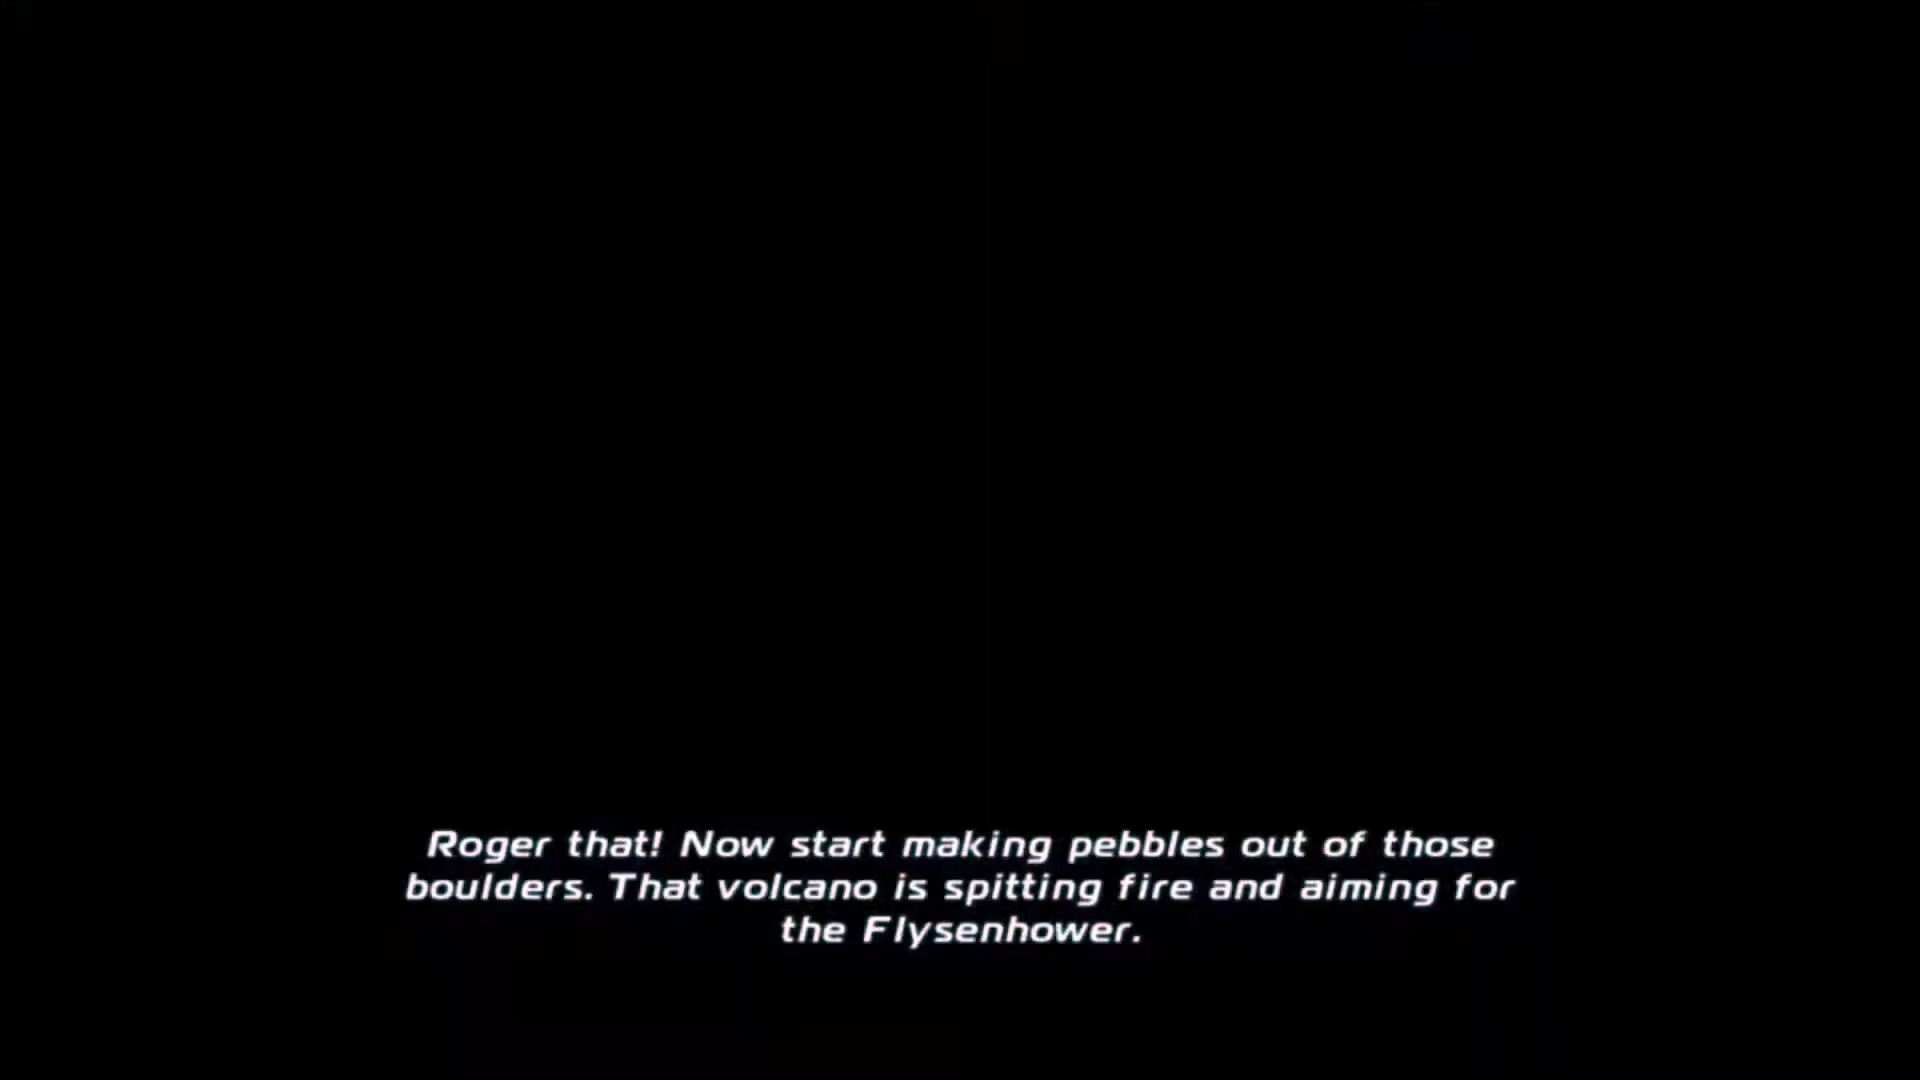 Roger that! Now start making pebbles out of those
boulders. That volcano is spitting fire and aiming for
the Flysenhower.